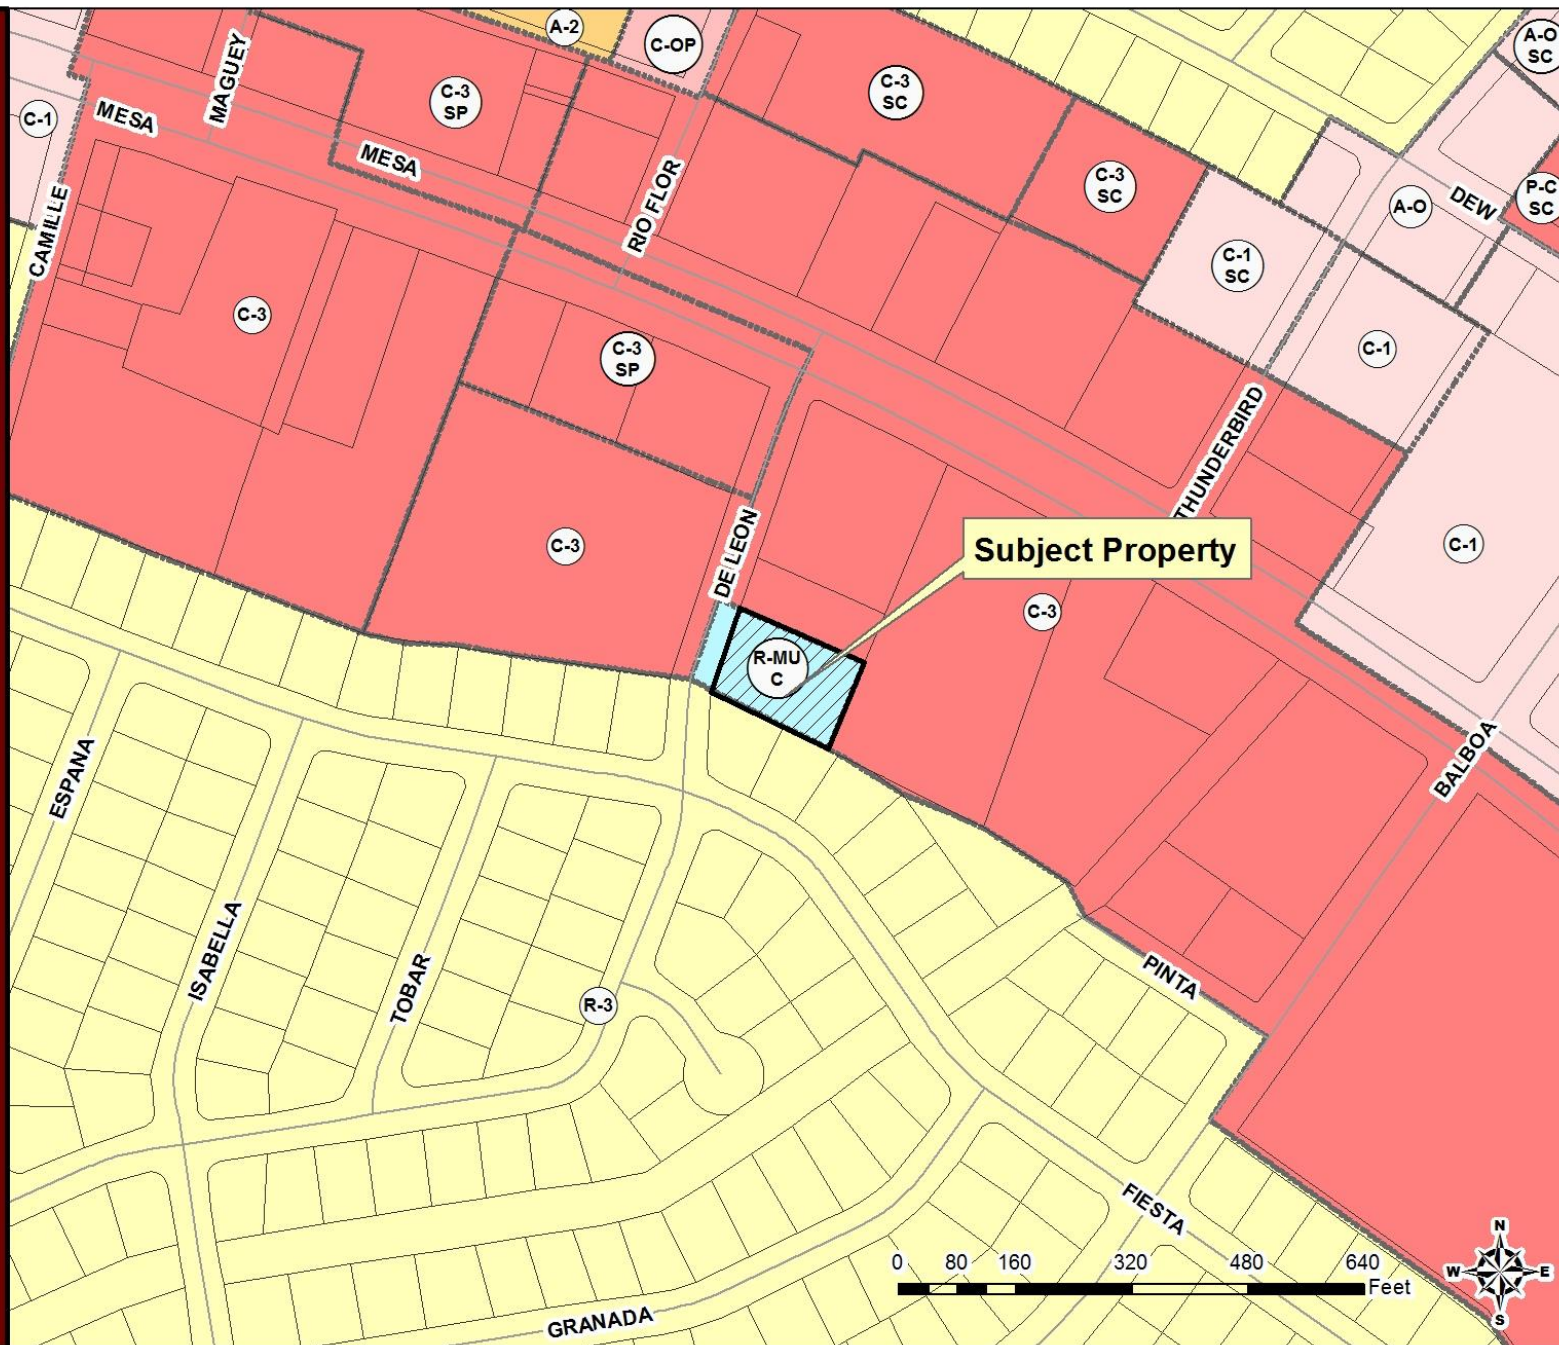 A-2
C-OP
A-O
SC
MAGUEY
C-3
SP
C-3
SC
C-1
MESA
MESA
C-3
SC
RIO FLOR
A-O
DEW
P-C
SC
CAMILLE
C-1
SC
C-3
C-3
SP
C-1
THUNDERBIRD
DE LEON
C-3
Subject Property
C-1
C-3
R-MU
C
ESPANA
BALBOA
ISABELLA
TOBAR
PINTA
R-3
FIESTA
GRANADA
0 80 160 320 480 640
Feet
N
W E
S